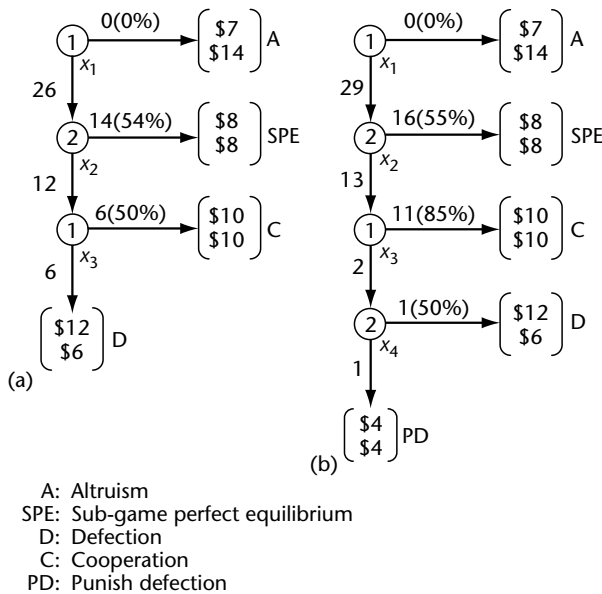 1
0(0%)
$7
$14
A
x1
26
2
14(54%)
$8
$8
SPE
x2
12
1
6(50%)
$10
$10
C
x3
6
$12
$6
D
(a)
1
0(0%)
$7
$14
A
x1
29
2
16(55%)
$8
$8
SPE
x2
13
1
11(85%)
$10
$10
C
x3
2
2
1(50%)
$12
$6
D
x4
1
$4
$4
PD
(b)
A: Altruism
SPE: Sub-game perfect equilibrium
D: Defection
C: Cooperation
PD: Punish defection